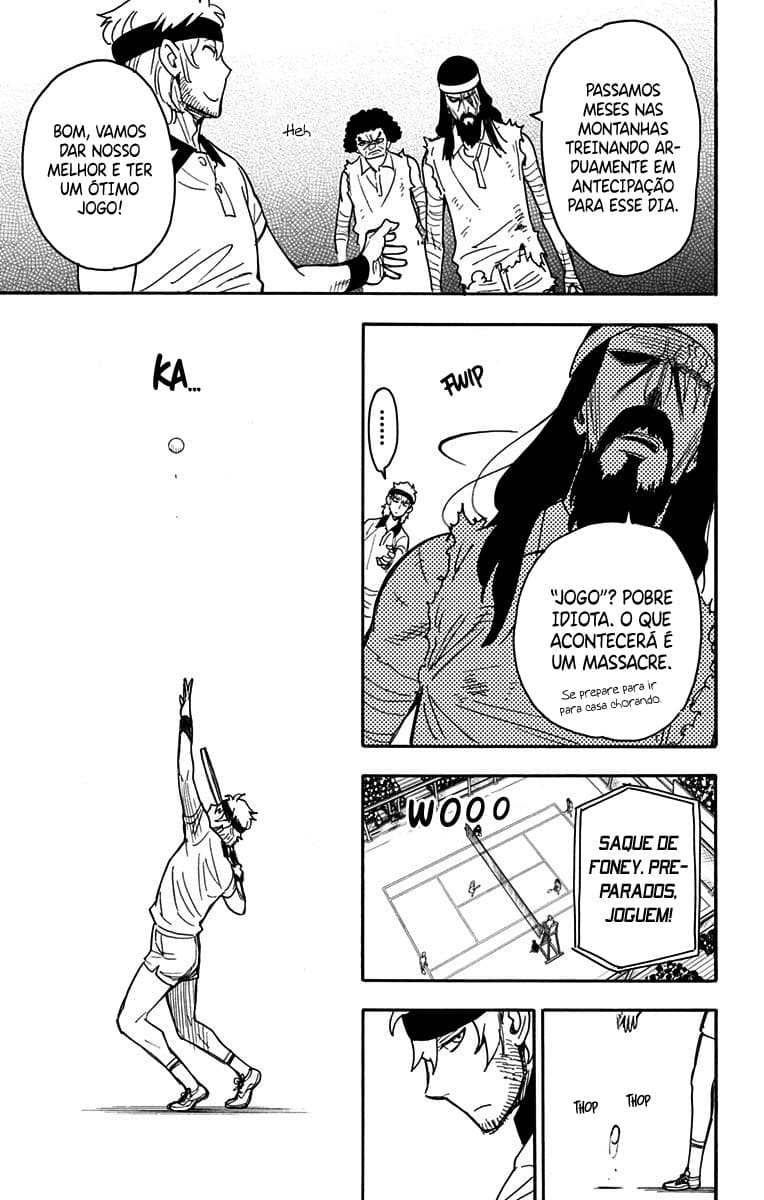 PASSAMOS
MESES NAS
MONTANHAS
TREINANDO AR-
DUAMENTE EM
ANTECIPAÇÃO
PARA ESSE DIA.
Heh
BOM, VAMOS
DAR NOSSO
MELHOR E TER
UM ÓTIMO
JOGO!
FWIP
......
"JOGO"? POBRE
IDIOTA. O QUE
ACONTECERÁ É
UM MASSACRE.
Se prepare para ir
para casa chorando.
WOOO
SAQUE DE
FONEY. PRE-
PARADOS,
JOGUEM!
THOP
THOP
KA...